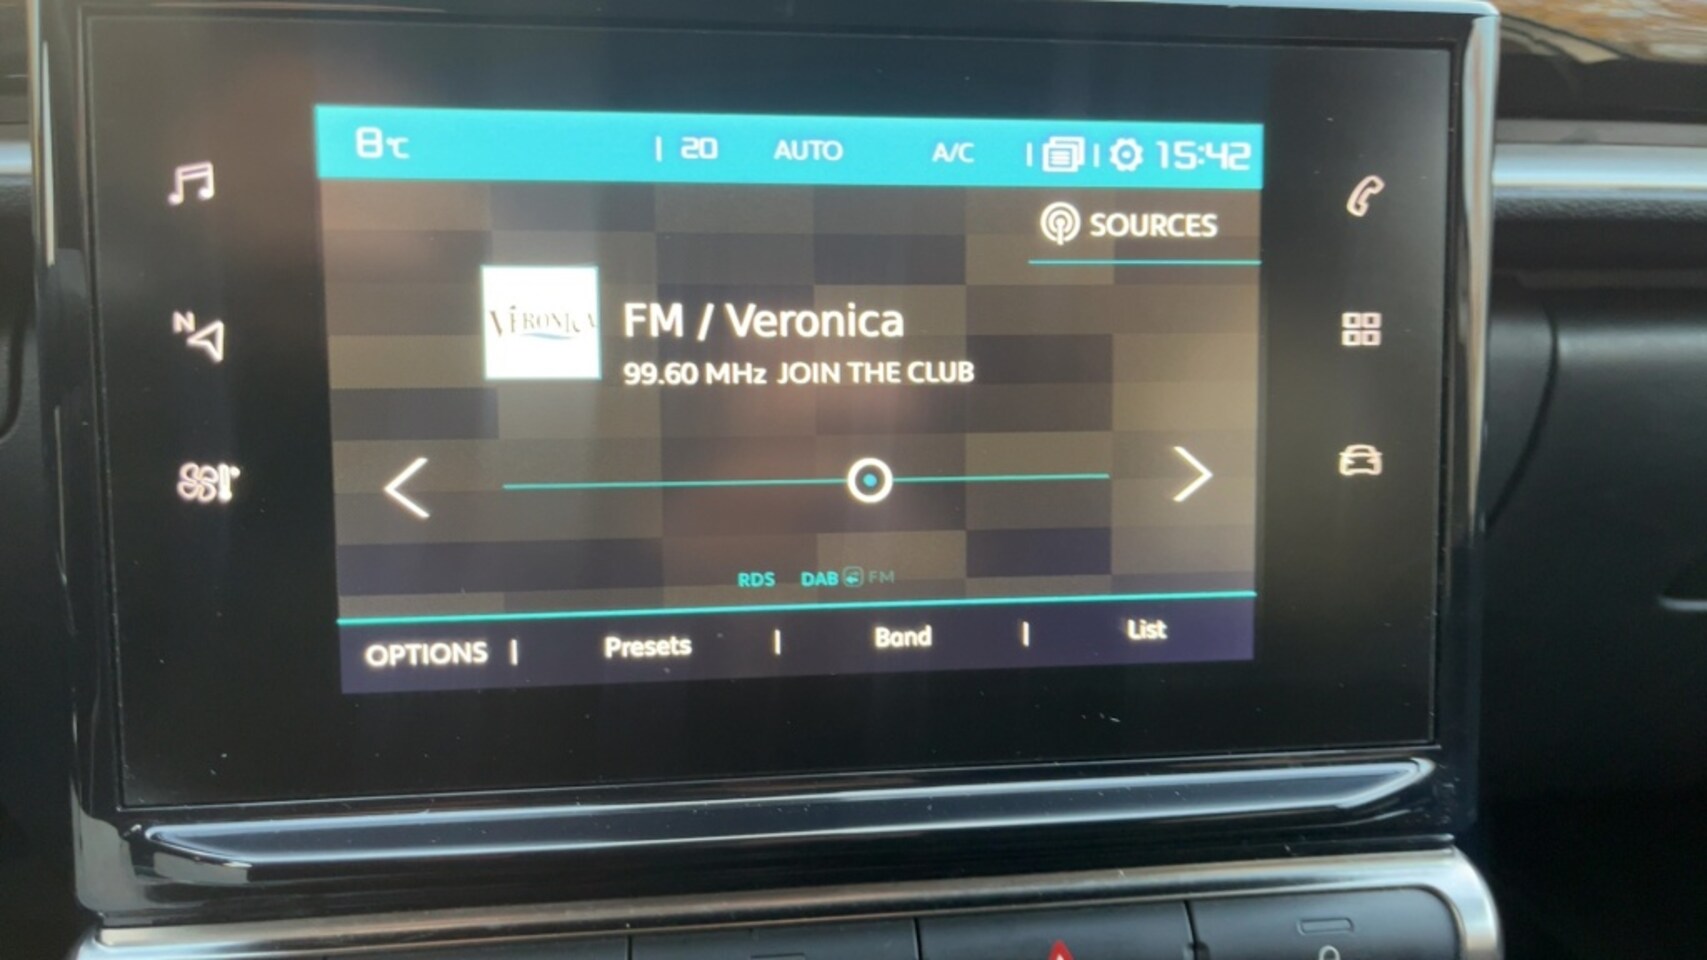 8°C | 20 AUTO A/C | | 15:42
SOURCES
VERONICA
FM / Veronica
99.60 MHz JOIN THE CLUB
N
RDS DAB FM
OPTIONS | Presets | Band | List